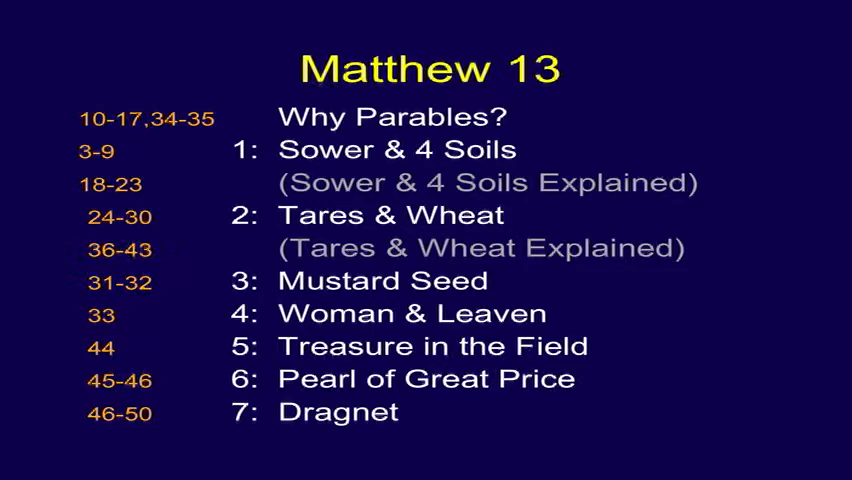 Matthew 13
10-17,34-35 Why Parables?
3-9 1: Sower & 4 Soils
18-23 (Sower & 4 Soils Explained)
24-30 2: Tares & Wheat
36-43 (Tares & Wheat Explained)
31-32 3: Mustard Seed
33 4: Woman & Leaven
44 5: Treasure in the Field
45-46 6: Pearl of Great Price
46-50 7: Dragnet